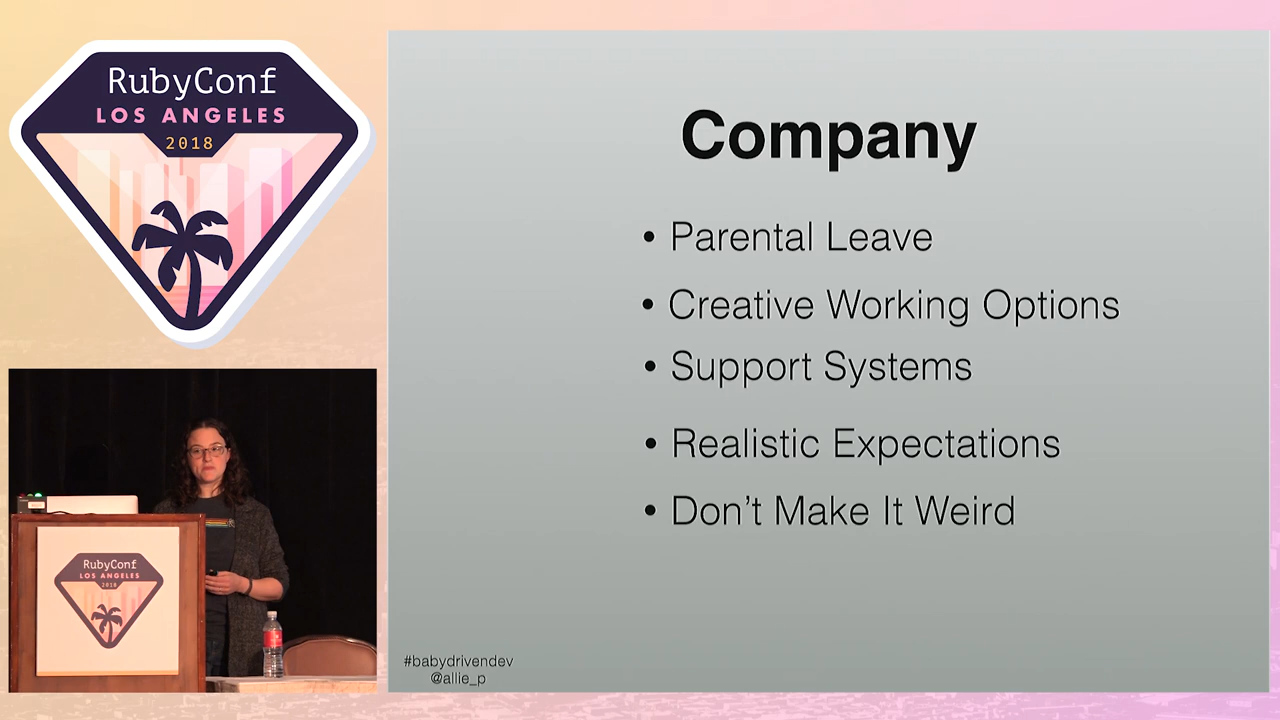 RubyConf
LOS ANGELES
2018
Company
• Parental Leave
• Creative Working Options
• Support Systems
• Realistic Expectations
• Don't Make It Weird
RubyConf
LOS ANGELES
2018
#babydrivendev
@allie_p